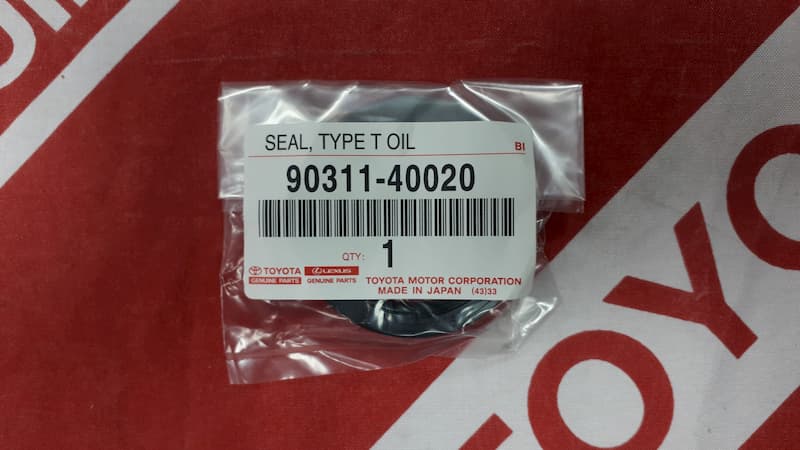 SEAL, TYPE T OIL
BI
90311-40020
QTY: 1
TOYOTA LEXUS
GENUINE PARTS GENUINE PARTS
TOYOTA MOTOR CORPORATION
MADE IN JAPAN (43)33
TOYO